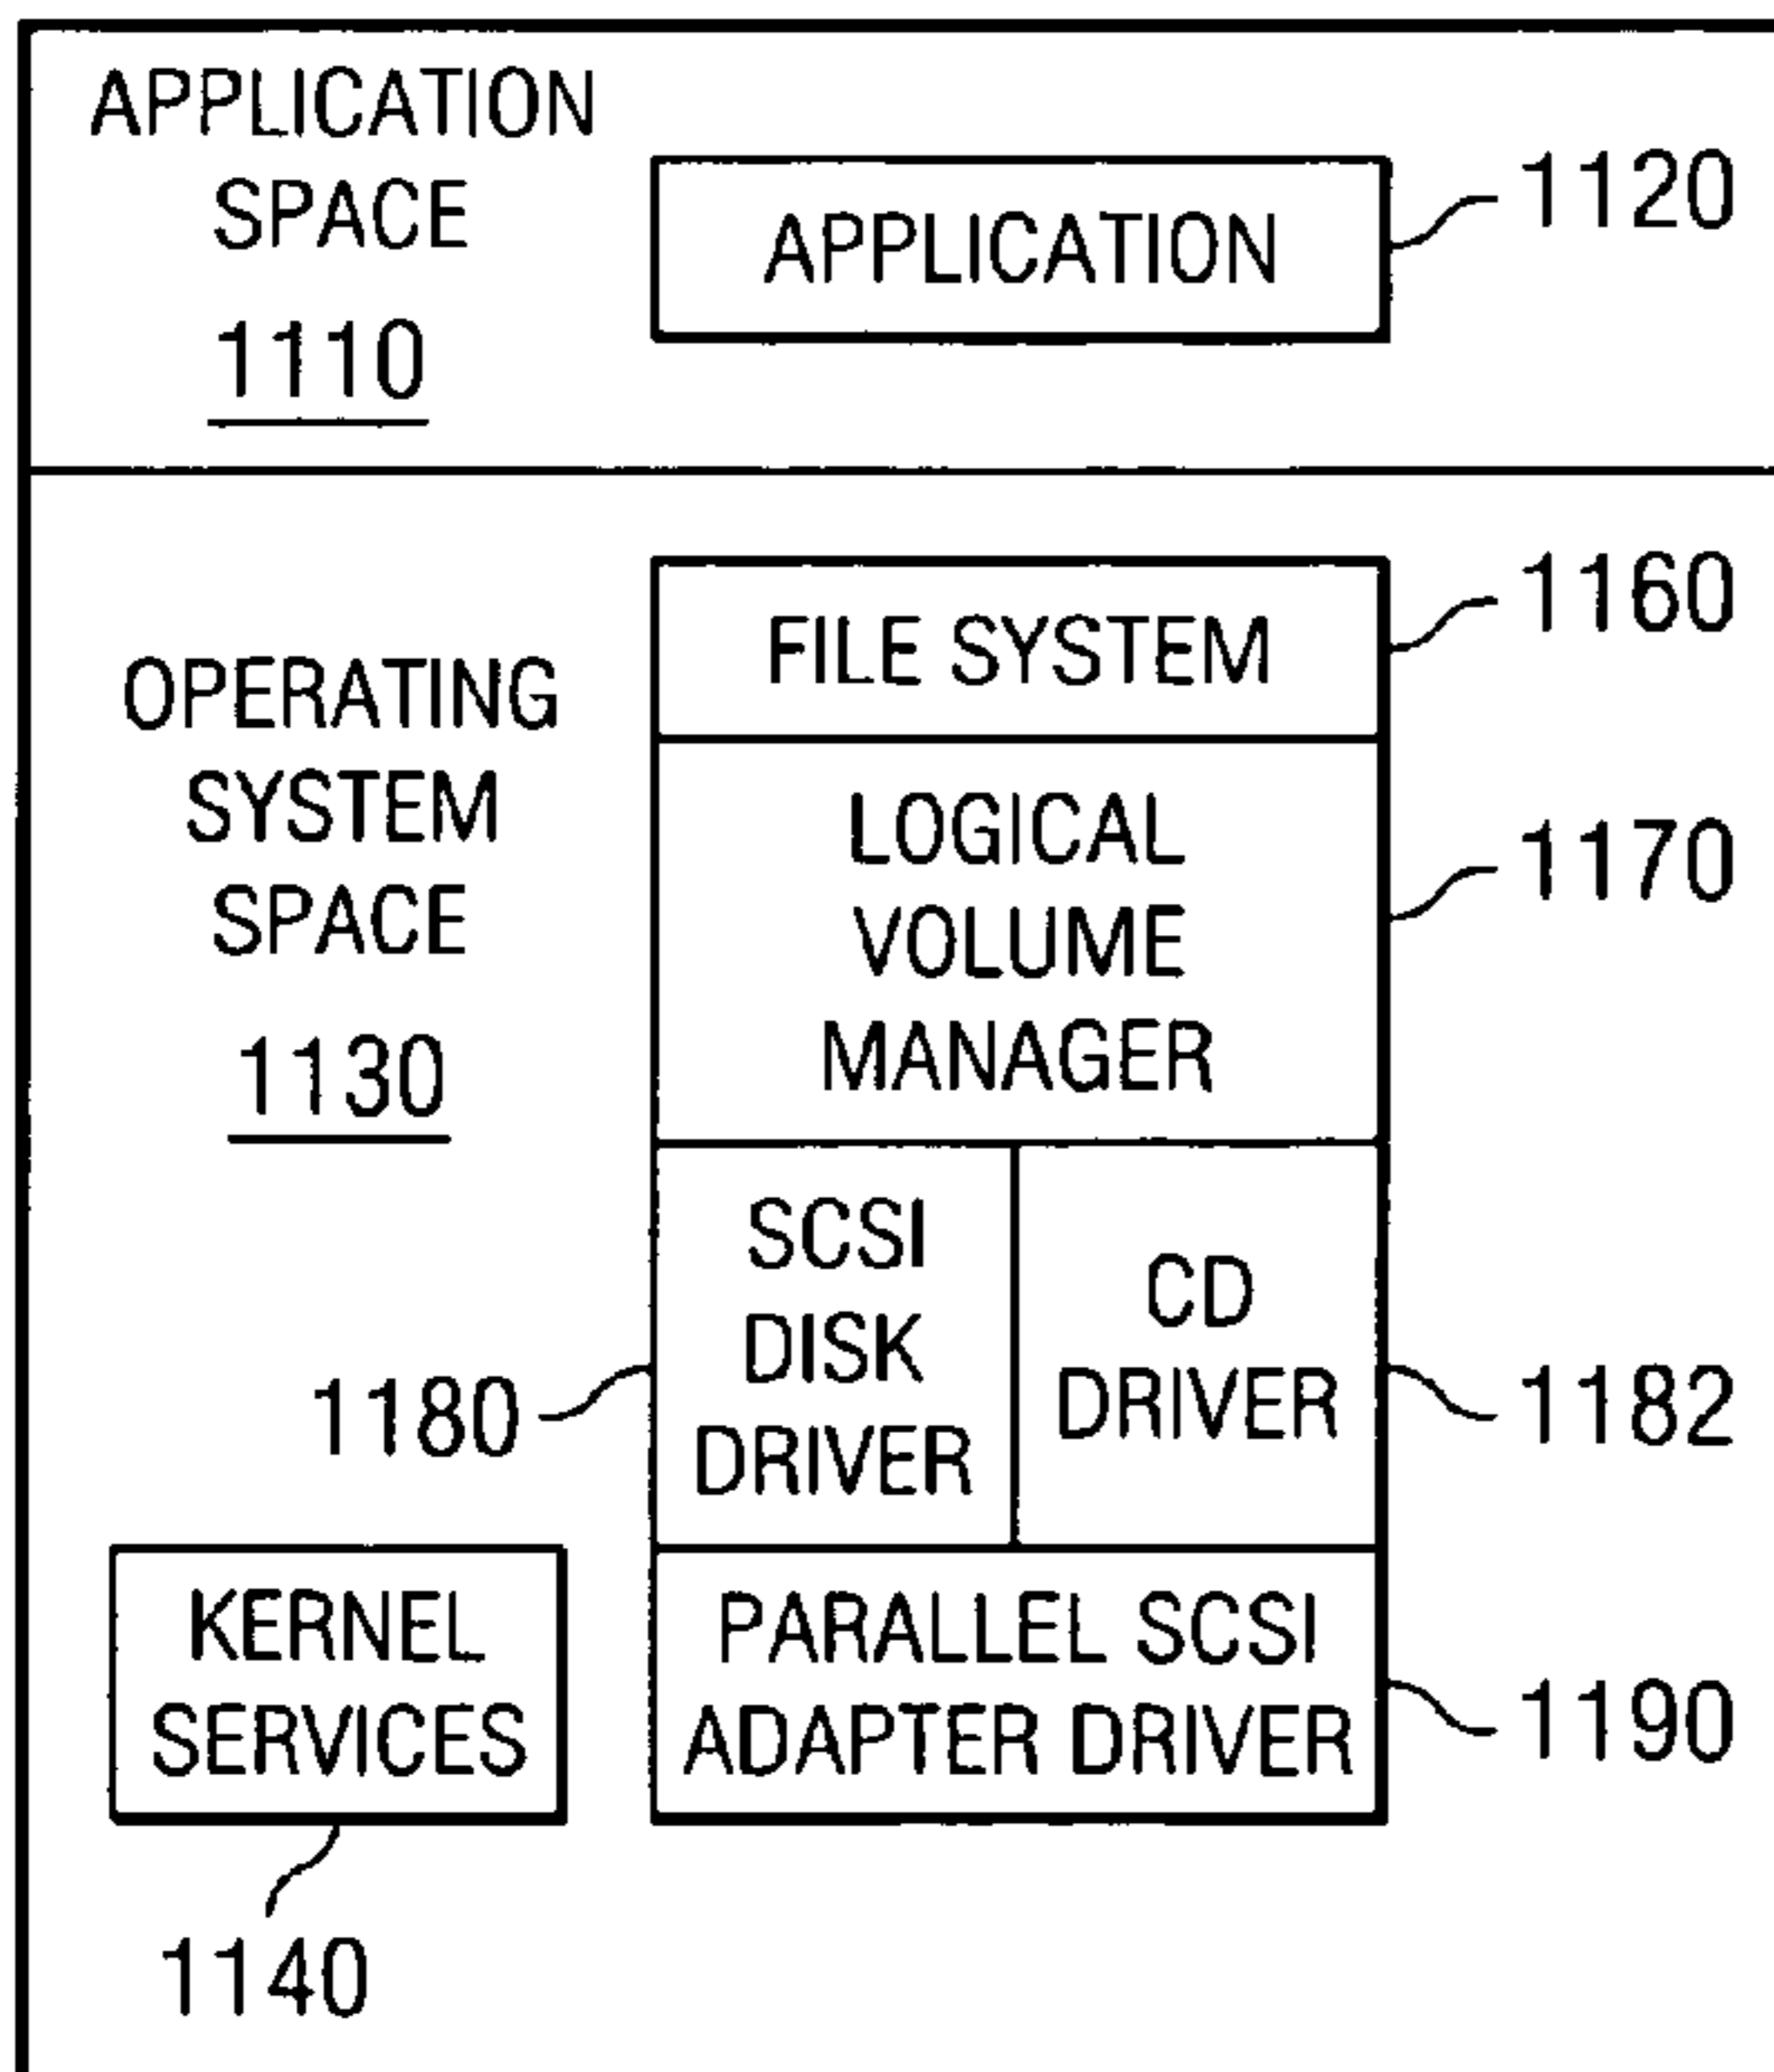 APPLICATION
SPACE
1110
APPLICATION
1120
OPERATING
SYSTEM
SPACE
1130
FILE SYSTEM
1160
LOGICAL
VOLUME
MANAGER
1170
SCSI
DISK
DRIVER
1180
CD
DRIVER
1182
KERNEL
SERVICES
1140
PARALLEL SCSI
ADAPTER DRIVER
1190